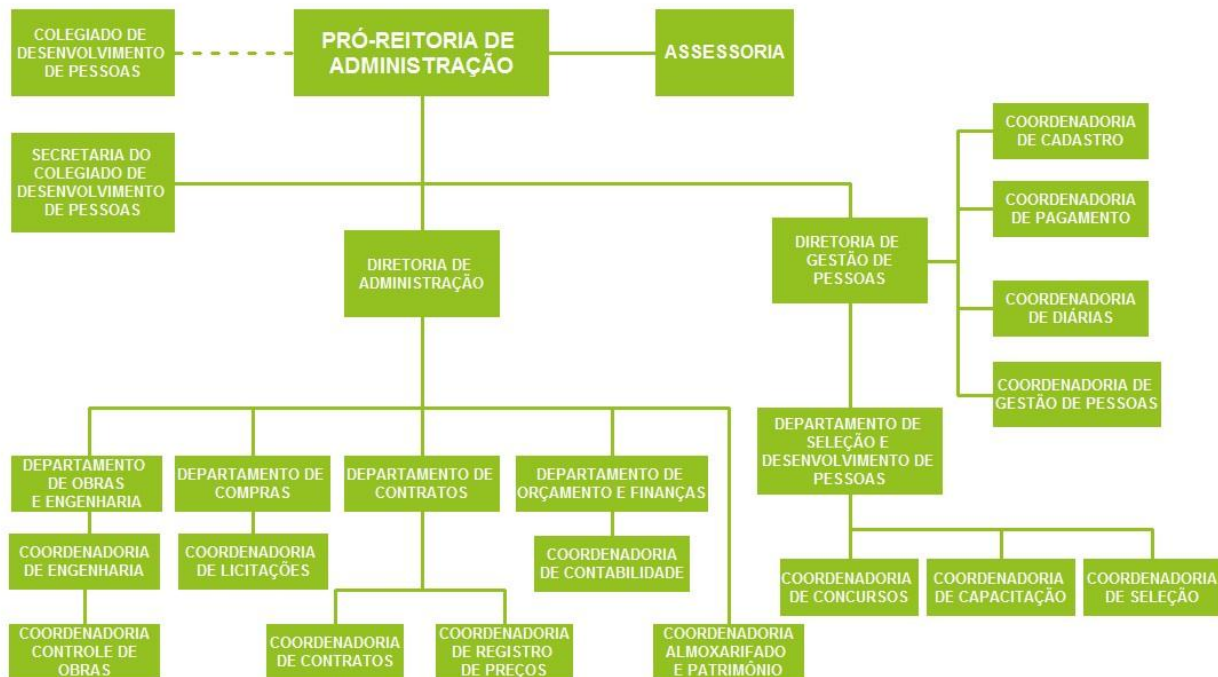 COLEGIADO DE
DESENVOLVIMENTO
DE PESSOAS
PRÓ-REITORIA DE
ADMINISTRAÇÃO
ASSESSORIA
SECRETARIA DO
COLEGIADO DE
DESENVOLVIMENTO
DE PESSOAS
COORDENADORIA
DE CADASTRO
COORDENADORIA
DE PAGAMENTO
DIRETORIA DE
ADMINISTRAÇÃO
DIRETORIA DE
GESTÃO DE
PESSOAS
COORDENADORIA
DE DIÁRIAS
COORDENADORIA DE
GESTÃO DE PESSOAS
DEPARTAMENTO DE
SELEÇÃO E
DESENVOLVIMENTO DE
PESSOAS
DEPARTAMENTO
DE OBRAS
E ENGENHARIA
DEPARTAMENTO DE
COMPRAS
DEPARTAMENTO DE
CONTRATOS
DEPARTAMENTO DE
ORÇAMENTO E FINANÇAS
COORDENADORIA
DE ENGENHARIA
COORDENADORIA
DE LICITAÇÕES
COORDENADORIA
DE CONTABILIDADE
COORDENADORIA
DE CONCURSOS
COORDENADORIA
DE CAPACITAÇÃO
COORDENADORIA
DE SELEÇÃO
COORDENADORIA
CONTROLE DE
OBRAS
COORDENADORIA
DE CONTRATOS
COORDENADORIA
DE REGISTRO
DE PREÇOS
COORDENADORIA
ALMOXARIFADO
E PATRIMÔNIO